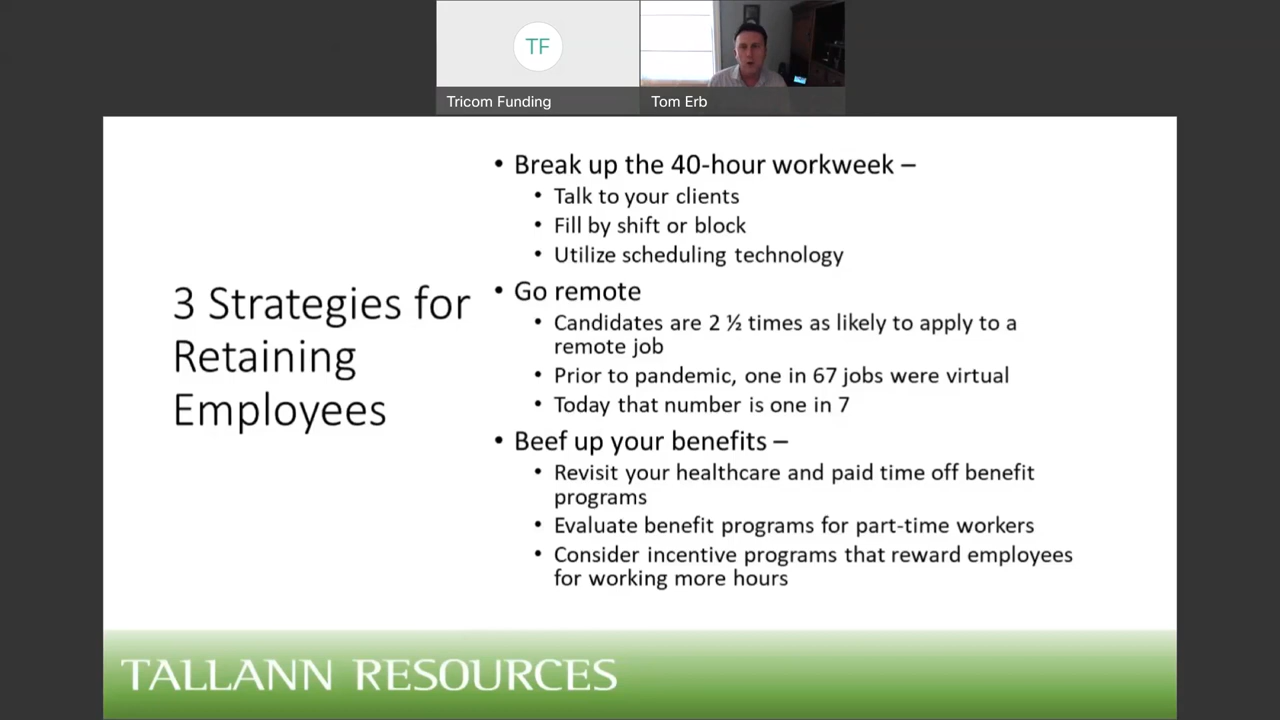 TF
Tricom Funding
Tom Erb
3 Strategies for
Retaining
Employees
• Break up the 40-hour workweek –
• Talk to your clients
• Fill by shift or block
• Utilize scheduling technology
• Go remote
• Candidates are 2 ½ times as likely to apply to a
remote job
• Prior to pandemic, one in 67 jobs were virtual
• Today that number is one in 7
• Beef up your benefits –
• Revisit your healthcare and paid time off benefit
programs
• Evaluate benefit programs for part-time workers
• Consider incentive programs that reward employees
for working more hours
TALLANN RESOURCES